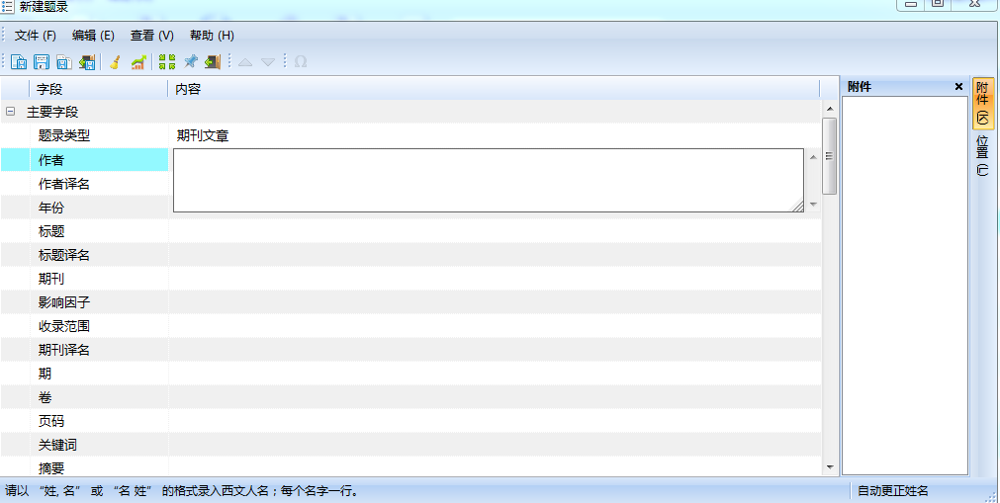 新建题录
文件 (F) 编辑 (E) 查看 (V) 帮助 (H)
字段 内容
主要字段
题录类型 期刊文章
作者
作者译名
年份
标题
标题译名
期刊
影响因子
收录范围
期刊译名
期
卷
页码
关键词
摘要
附件
附件 (K)
位置 (L)
请以 “姓, 名” 或 “名 姓” 的格式录入西文人名；每个名字一行。
自动更正姓名